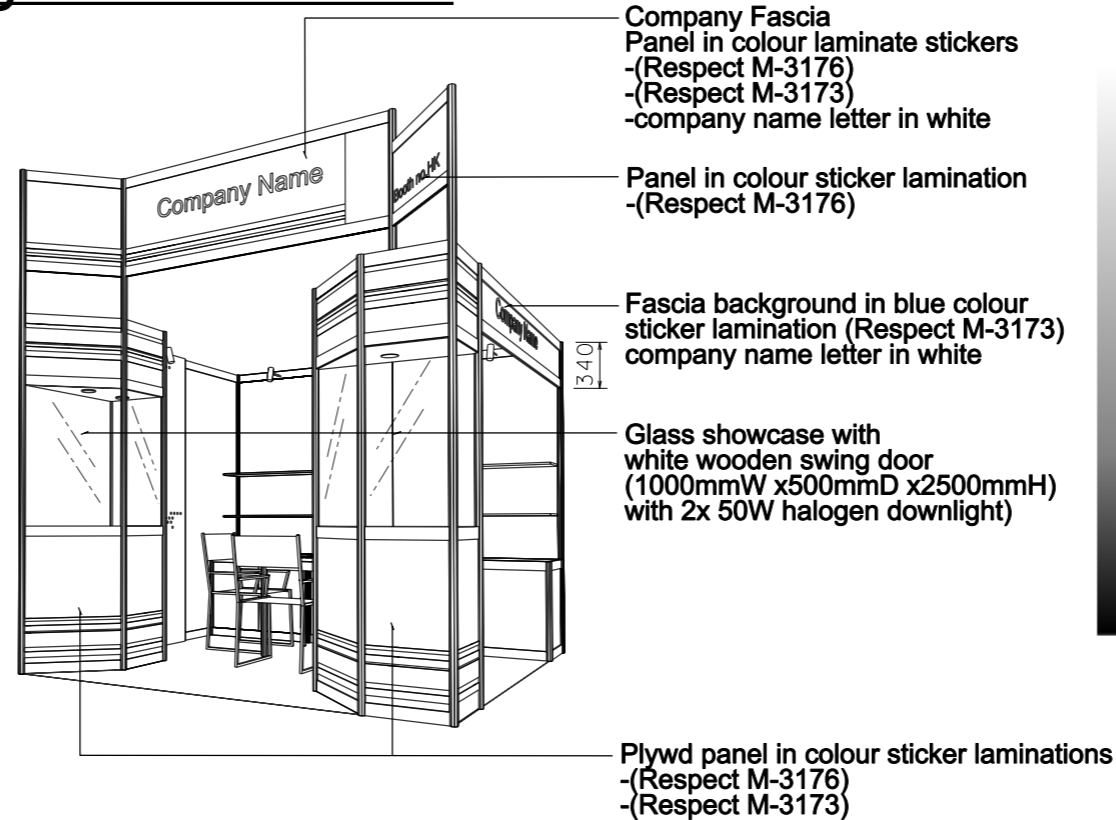 Company Fascia
Panel in colour laminate stickers
-(Respect M-3176)
-(Respect M-3173)
-company name letter in white
Company Name
Booth no.HK
Panel in colour sticker lamination
-(Respect M-3176)
Company Name
Fascia background in blue colour
sticker lamination (Respect M-3173)
company name letter in white
340
Glass showcase with
white wooden swing door
(1000mmW x500mmD x2500mmH)
with 2x 50W halogen downlight)
Plywd panel in colour sticker laminations
-(Respect M-3176)
-(Respect M-3173)